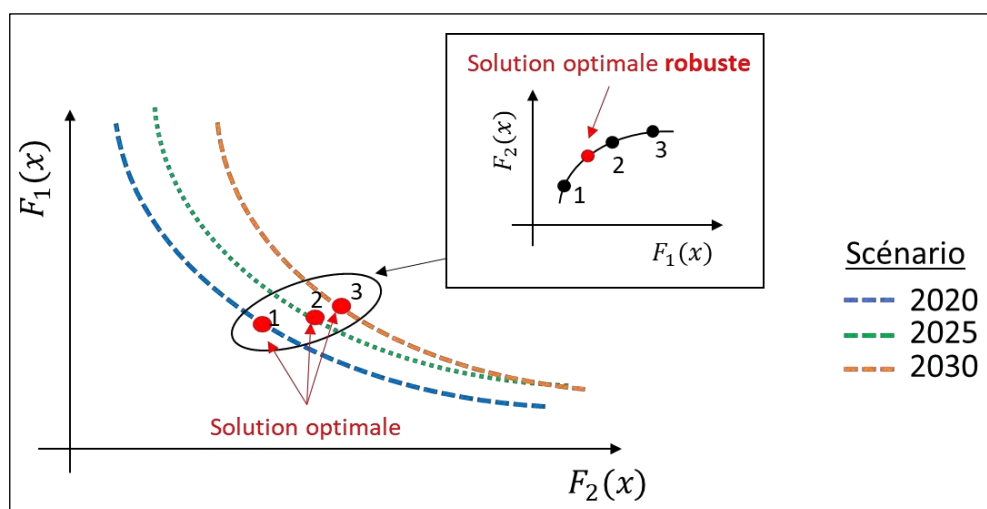 Solution optimale robuste
F₂(x)
1
2
3
F₁(x)
F₁(x)
1
2
3
Solution optimale
F₂(x)
Scénario
2020
2025
2030